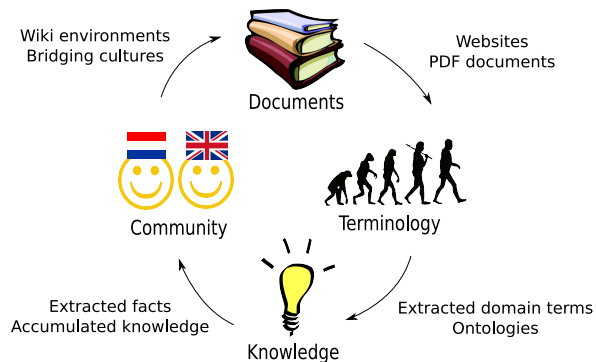 Wiki environments
Bridging cultures
Websites
PDF documents
Documents
Community
Terminology
Extracted facts
Accumulated knowledge
Extracted domain terms
Ontologies
Knowledge